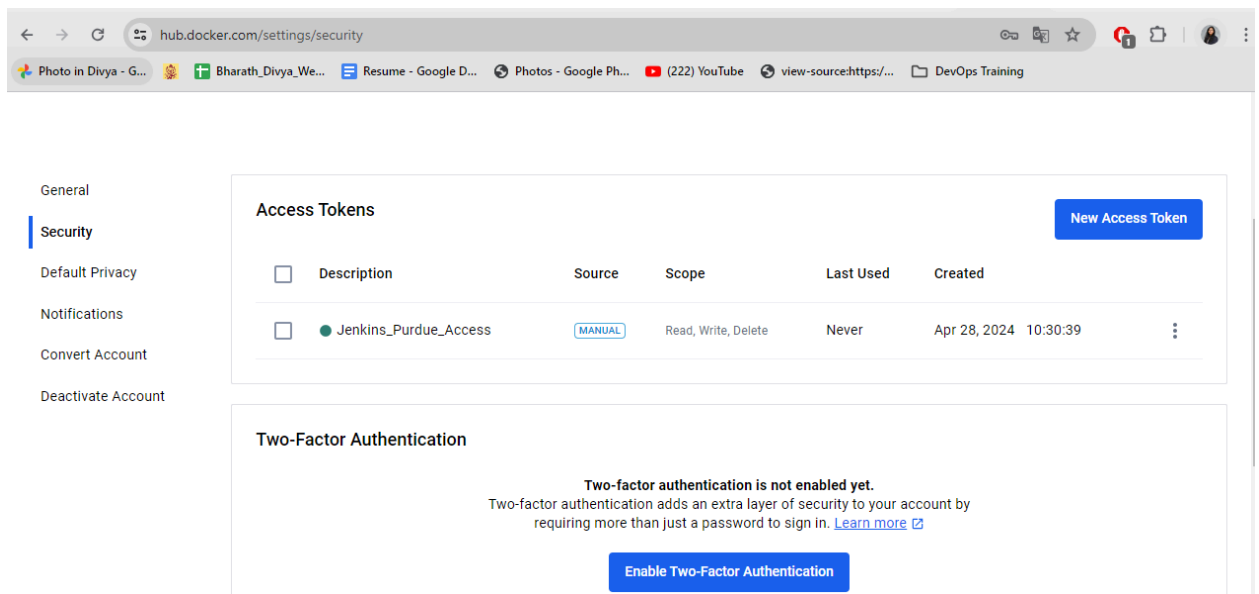 hub.docker.com/settings/security
Photo in Divya - G... Bharath_Divya_We... Resume - Google D... Photos - Google Ph... (222) YouTube view-source:https:/... DevOps Training
1
General
Security
Default Privacy
Notifications
Convert Account
Deactivate Account
Access Tokens
New Access Token
Description Source Scope Last Used Created
Jenkins_Purdue_Access MANUAL Read, Write, Delete Never Apr 28, 2024 10:30:39
Two-Factor Authentication
Two-factor authentication is not enabled yet.
Two-factor authentication adds an extra layer of security to your account by
requiring more than just a password to sign in. Learn more
Enable Two-Factor Authentication